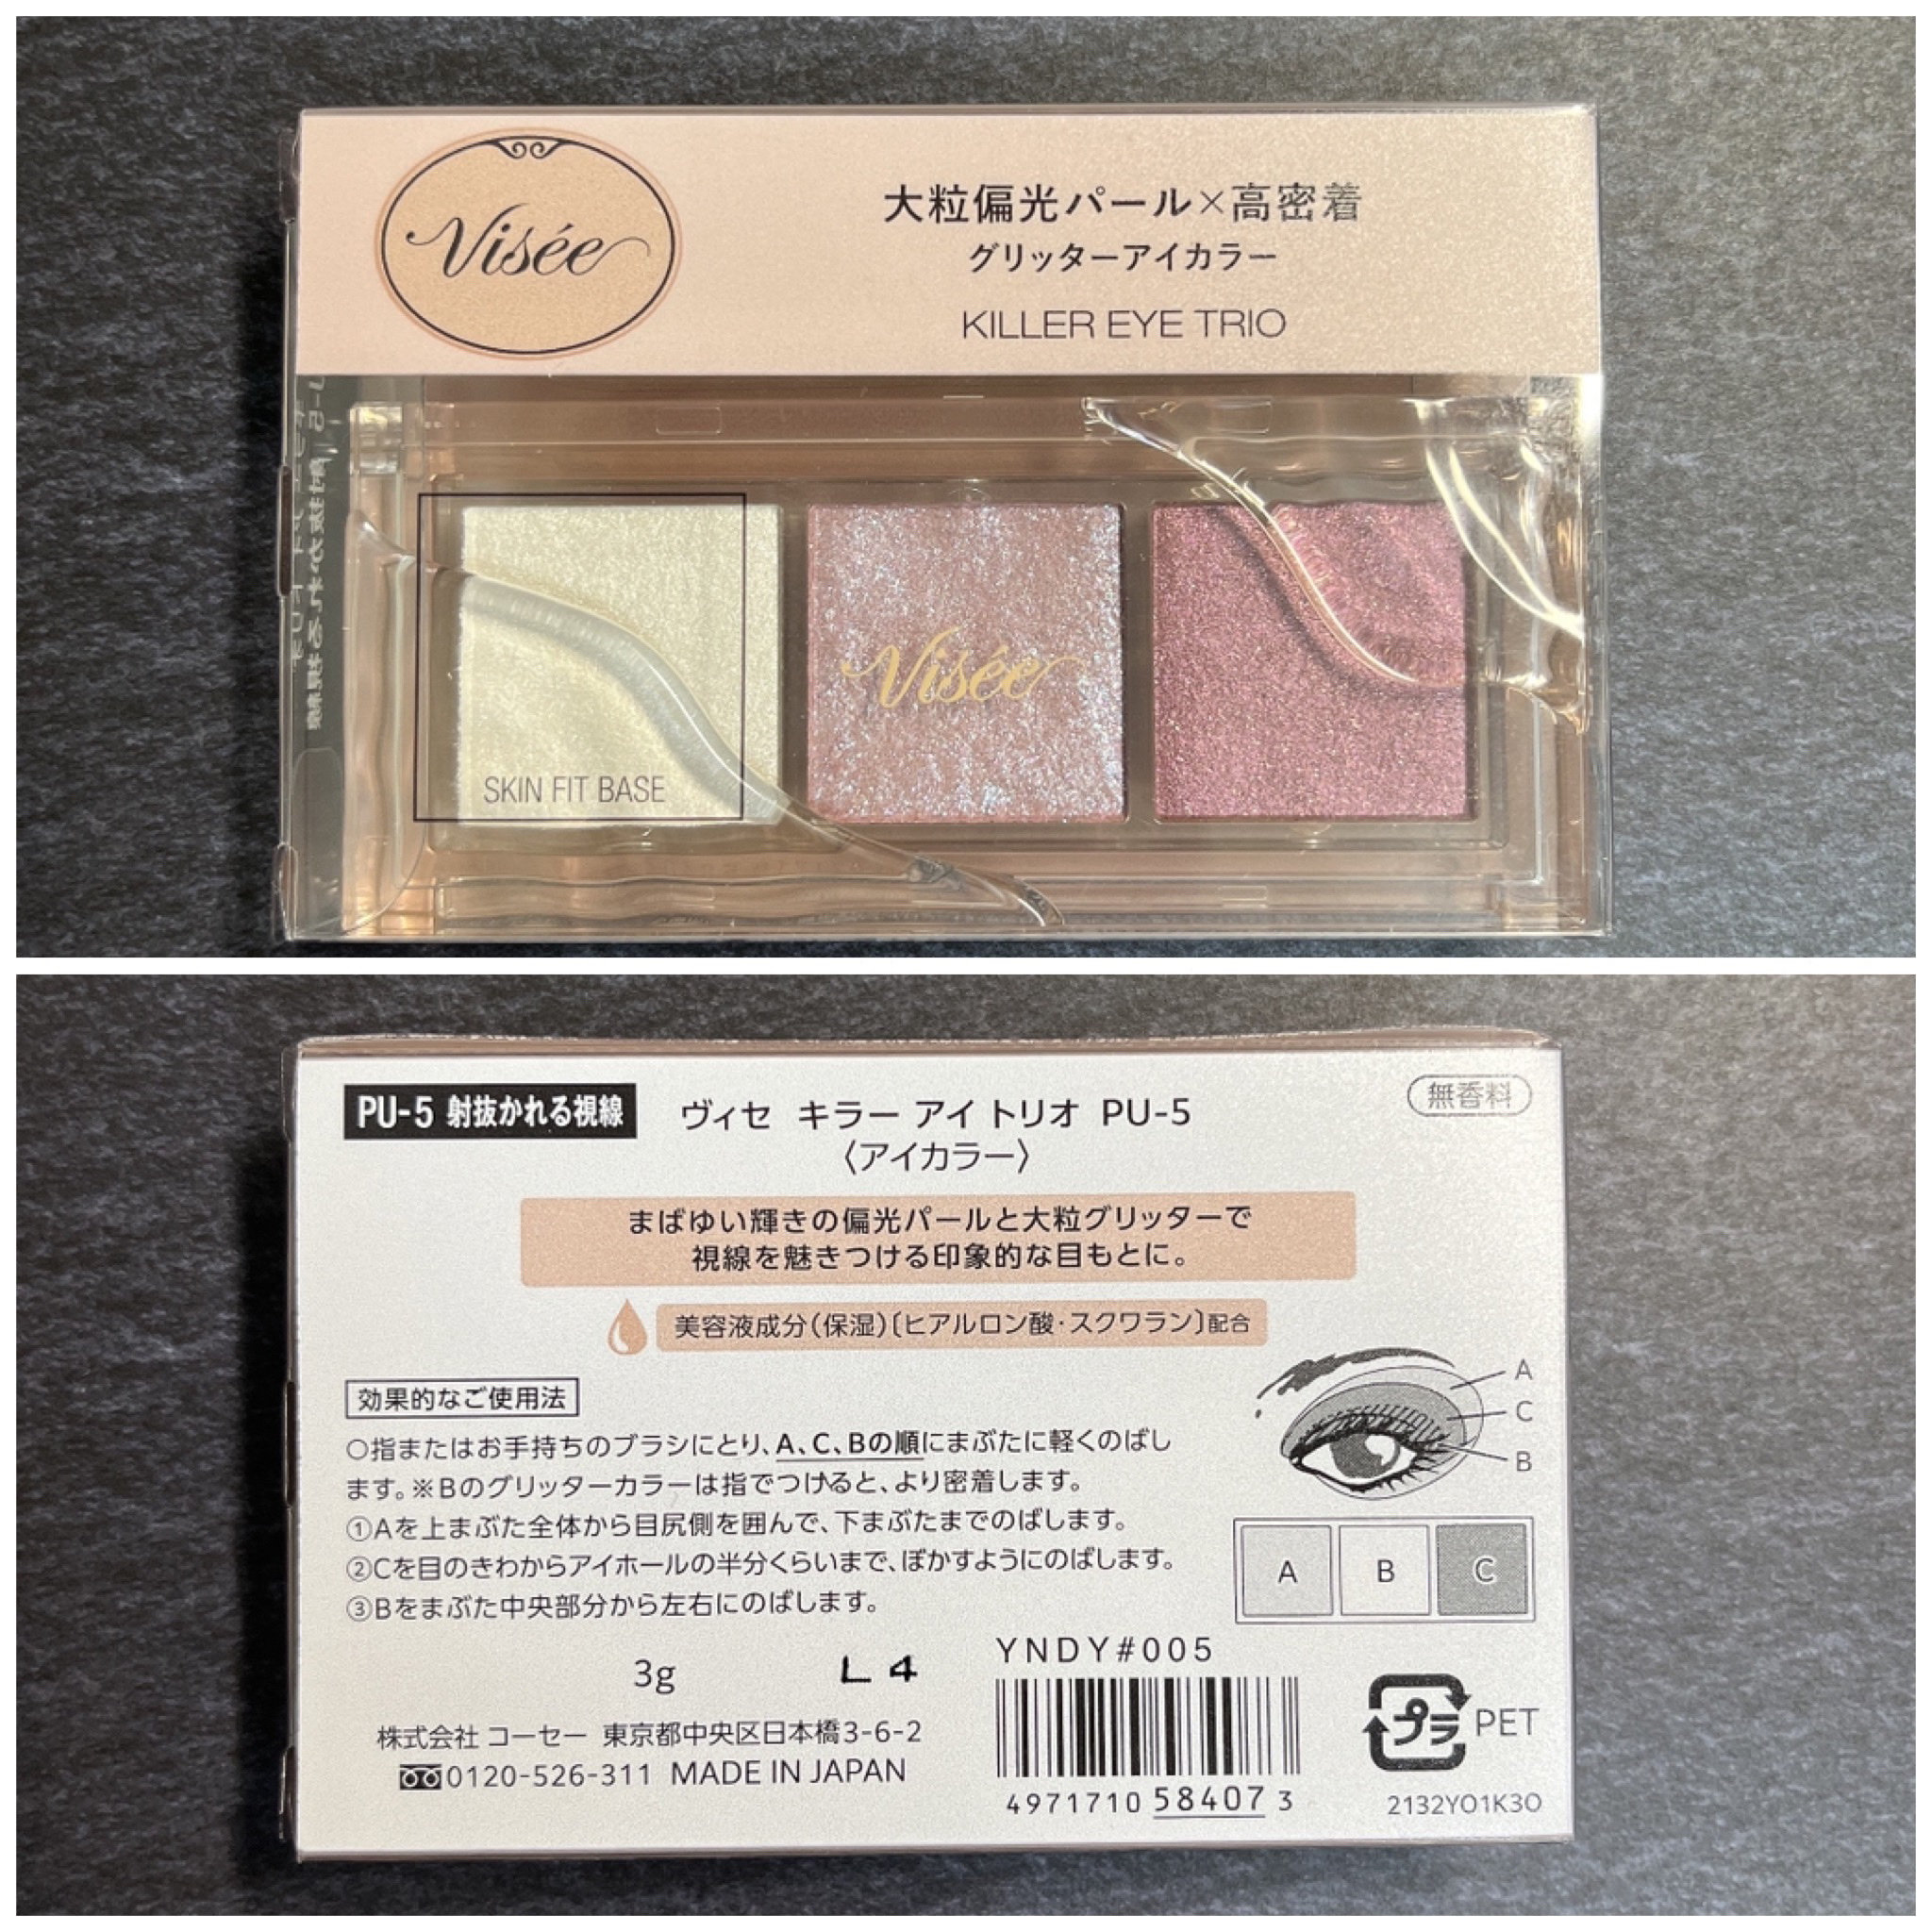 Visée
大粒偏光パール×高密着
グリッターアイカラー
KILLER EYE TRIO
Visée
SKIN FIT BASE
PU-5 射抜かれる視線
ヴィセ キラー アイ トリオ PU-5
〈アイカラー〉
無香料
まばゆい輝きの偏光パールと大粒グリッターで
視線を魅きつける印象的な目もとに。
美容液成分(保湿)〔ヒアルロン酸・スクワラン〕配合
効果的なご使用法
○指またはお手持ちのブラシにとり、A、C、Bの順にまぶたに軽くのばし
ます。※Bのグリッターカラーは指でつけると、より密着します。
①Aを上まぶた全体から目尻側を囲んで、下まぶたまでのばします。
②Cを目のきわからアイホールの半分くらいまで、ぼかすようにのばします。
③Bをまぶた中央部分から左右にのばします。
A
C
B
A B C
3g L4
YNDY#005
株式会社 コーセー 東京都中央区日本橋3-6-2
0120-526-311 MADE IN JAPAN
4971710 58407 3
プラ PET
2132YO1K3O